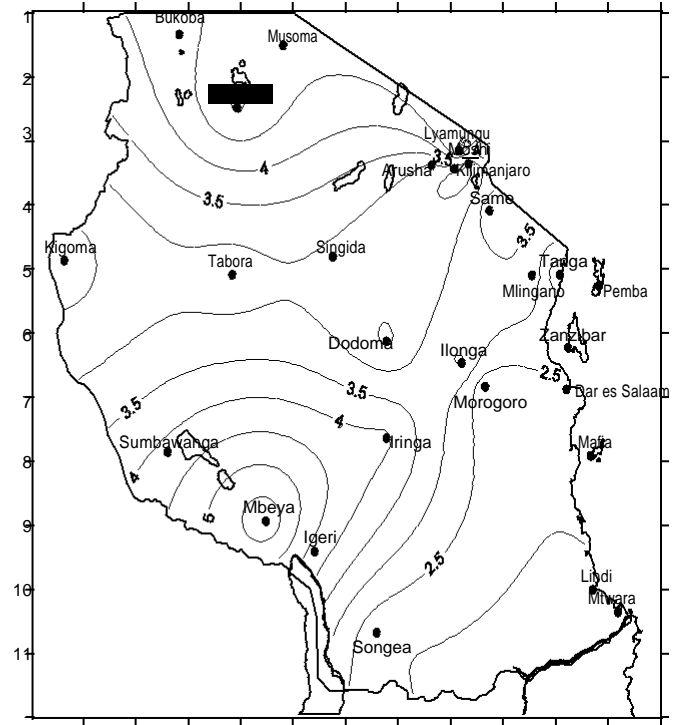 1
Bukoba
Musoma
2
3
Lyamungu
Moshi
3.5
4
Arusha
Kilimanjaro
3.5
Same
4
3.5
Kigoma
Singida
5
Tabora
Tanga
Mlingano
Pemba
6
Dodoma
Zanzibar
Ilonga
2.5
3.5
Dar es Salaam
7
3.5
Morogoro
4
Sumbawanga
Iringa
Mafia
8
4
5
Mbeya
9
Igeri
2.5
Lindi
10
Mtwara
Songea
11